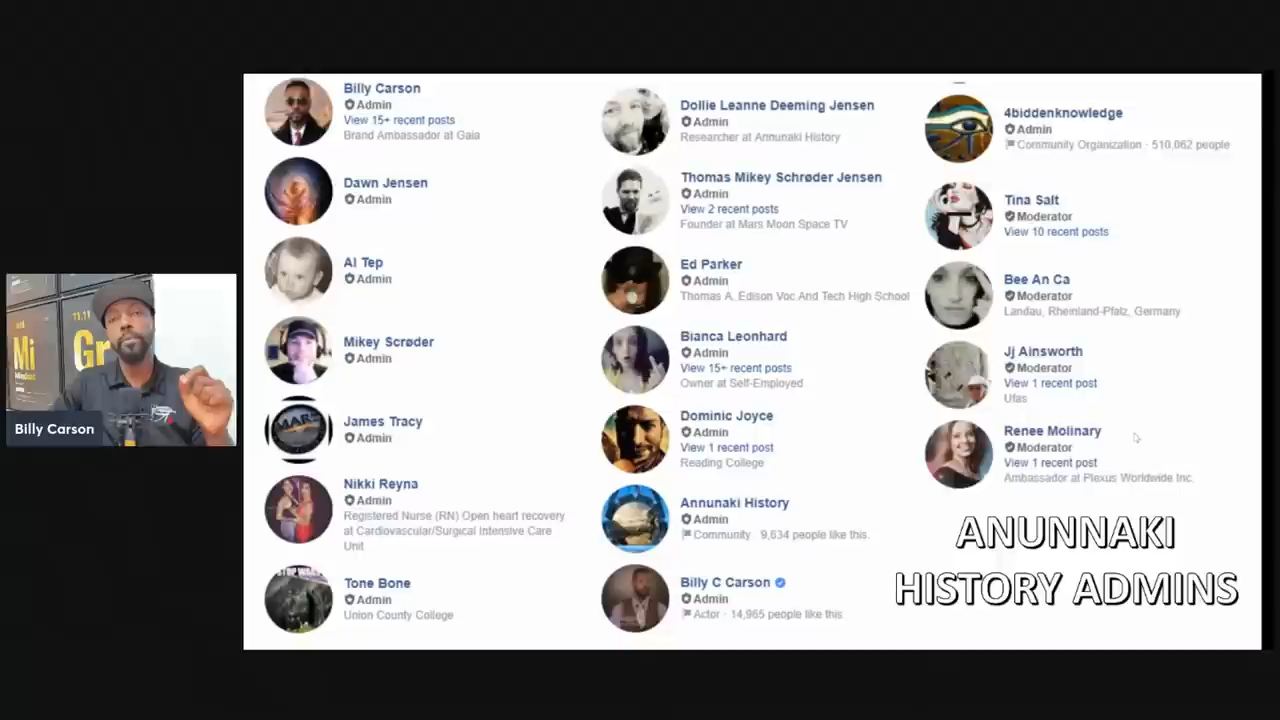 Billy Carson
Admin
View 15+ recent posts
Brand Ambassador at Gaia
Dawn Jensen
Admin
Al Tep
Admin
Mikey Scrøder
Admin
James Tracy
Admin
Nikki Reyna
Admin
Registered Nurse (RN) Open heart recovery
at Cardiovascular/Surgical Intensive Care
Unit
Tone Bone
Admin
Union County College
Dollie Leanne Deeming Jensen
Admin
Researcher at Annunaki History
Thomas Mikey Schrøder Jensen
Admin
View 2 recent posts
Founder at Mars Moon Space TV
Ed Parker
Admin
Thomas A. Edison Voc And Tech High School
Bianca Leonhard
Admin
View 15+ recent posts
Owner at Self-Employed
Dominic Joyce
Admin
View 1 recent post
Reading College
Annunaki History
Admin
Community · 9,634 people like this.
Billy C Carson
Admin
Actor · 14,965 people like this
4biddenknowledge
Admin
Community Organization · 510,062 people
Tina Salt
Moderator
View 10 recent posts
Bee An Ca
Moderator
Landau, Rheinland-Pfalz, Germany
Jj Ainsworth
Moderator
View 1 recent post
Ufas
Renee Molinary
Moderator
View 1 recent post
Ambassador at Plexus Worldwide Inc.
ANUNNAKI
HISTORY ADMINS
MARS
11.11
Mi
Gr
Billy Carson